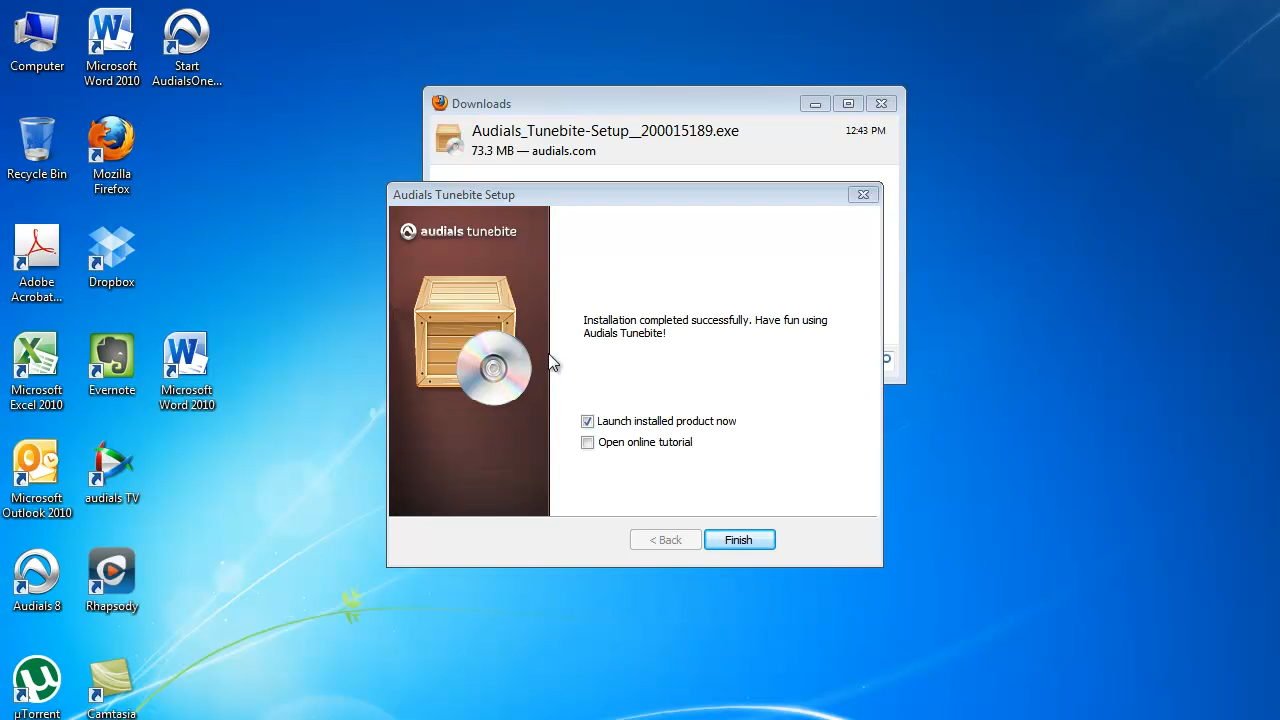 Computer
Microsoft
Word 2010
Start
AudialsOne...
Recycle Bin
Mozilla
Firefox
Adobe
Acrobat...
Dropbox
Microsoft
Excel 2010
Evernote
Microsoft
Word 2010
Microsoft
Outlook 2010
audials TV
Audials 8
Rhapsody
µTorrent
Camtasia
Downloads
Audials_Tunebite-Setup__200015189.exe
12:43 PM
73.3 MB — audials.com
Audials Tunebite Setup
audials tunebite
Installation completed successfully. Have fun using
Audials Tunebite!
Launch installed product now
Open online tutorial
< Back
Finish